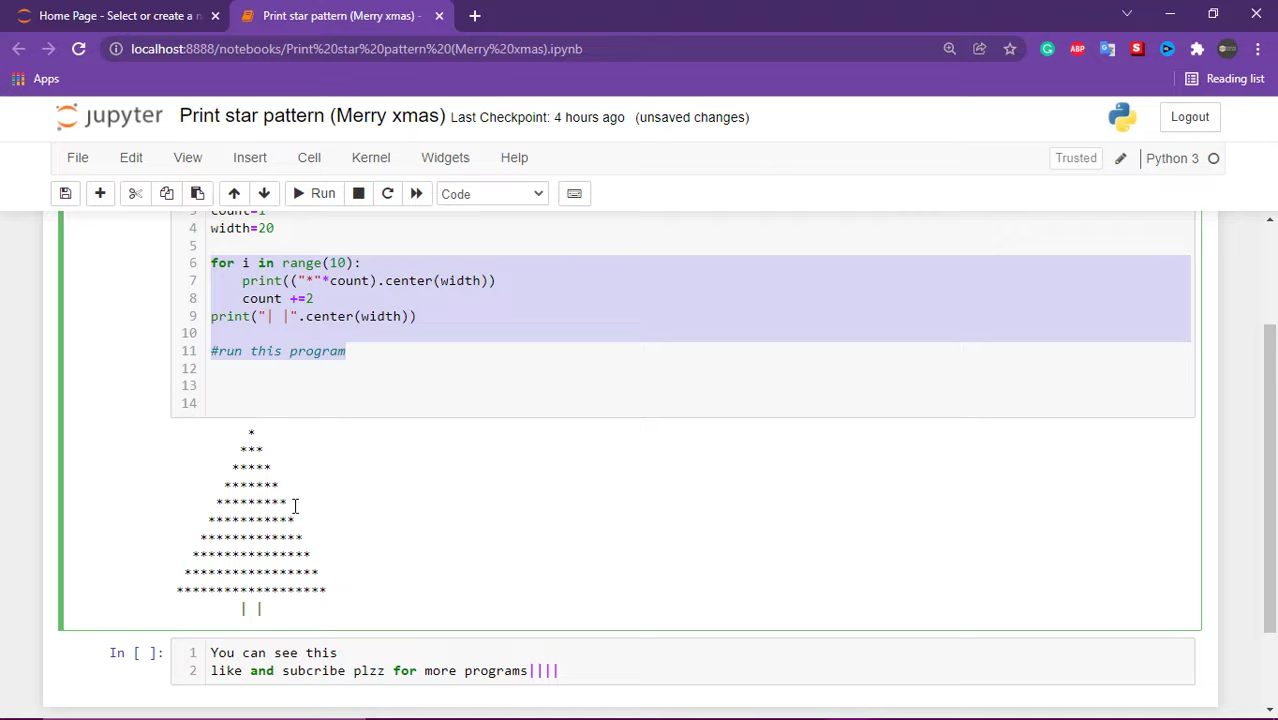 Home Page - Select or create a n
Print star pattern (Merry xmas) -
localhost:8888/notebooks/Print%20star%20pattern%20(Merry%20xmas).ipynb
ABP
S
Apps
Reading list
jupyter Print star pattern (Merry xmas) Last Checkpoint: 4 hours ago (unsaved changes)
Logout
File Edit View Insert Cell Kernel Widgets Help
Trusted
Python 3
Run
Code
3 count=1
4 width=20
5
6 for i in range(10):
7 print(("*"*count).center(width))
8 count +=2
9 print("| |".center(width))
10
11 #run this program
12
13
14
*
***
*****
*******
*********
***********
*************
***************
*****************
*******************
| |
In [ ]:
1 You can see this
2 like and subcribe plzz for more programs||||